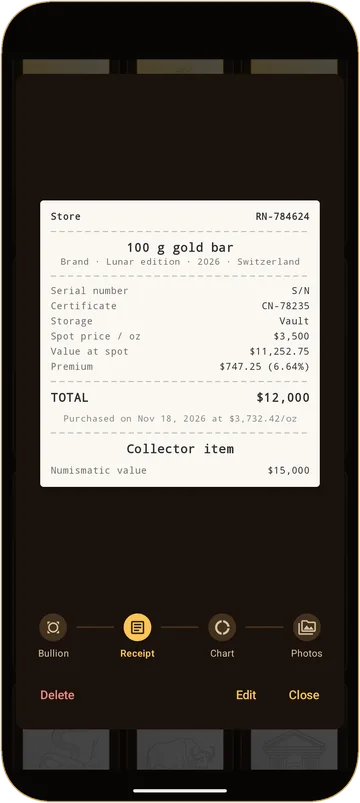 Store RN-784624
100 g gold bar
Brand · Lunar edition · 2026 · Switzerland
Serial number S/N
Certificate CN-78235
Storage Vault
Spot price / oz $3,500
Value at spot $11,252.75
Premium $747.25 (6.64%)
TOTAL $12,000
Purchased on Nov 18, 2026 at $3,732.42/oz
Collector item
Numismatic value $15,000
Bullion Receipt Chart Photos
Delete Edit Close